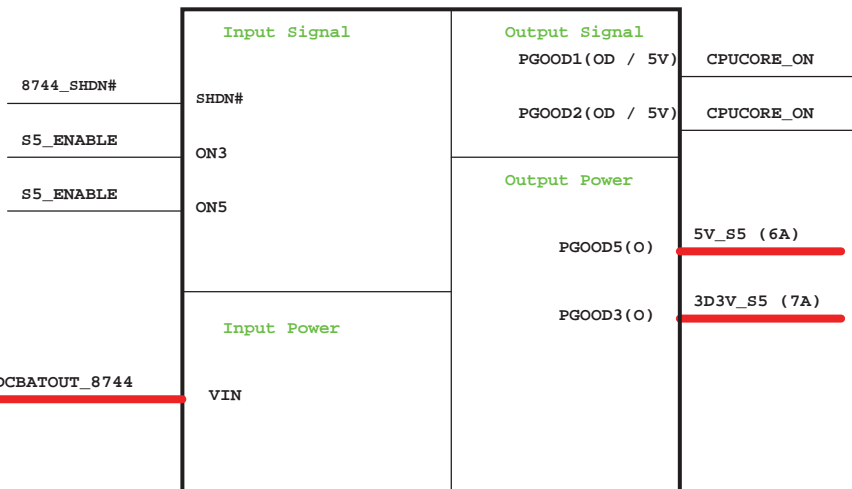 Input Signal
Output Signal
PGOOD1(OD / 5V)
CPUCORE_ON
8744_SHDN#
SHDN#
PGOOD2(OD / 5V)
CPUCORE_ON
S5_ENABLE
ON3
Output Power
S5_ENABLE
ON5
5V_S5 (6A)
PGOOD5(O)
3D3V_S5 (7A)
PGOOD3(O)
Input Power
DCBATOUT_8744
VIN